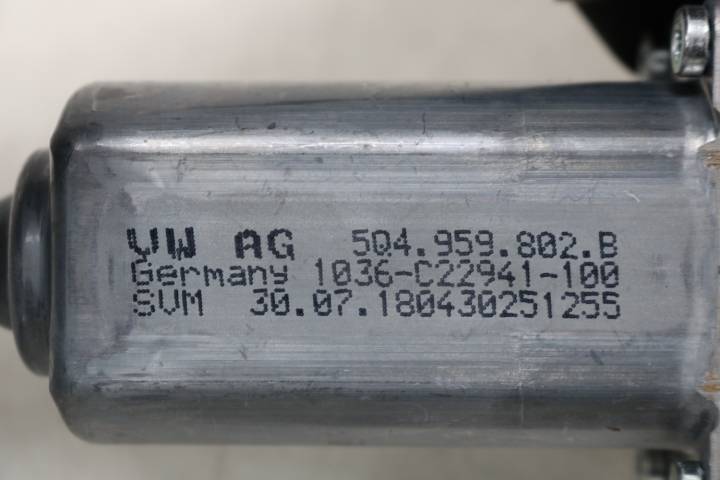 VW AG 5Q4.959.802.B
Germany 1036-C22941-100
SVM 30.07.180430251255